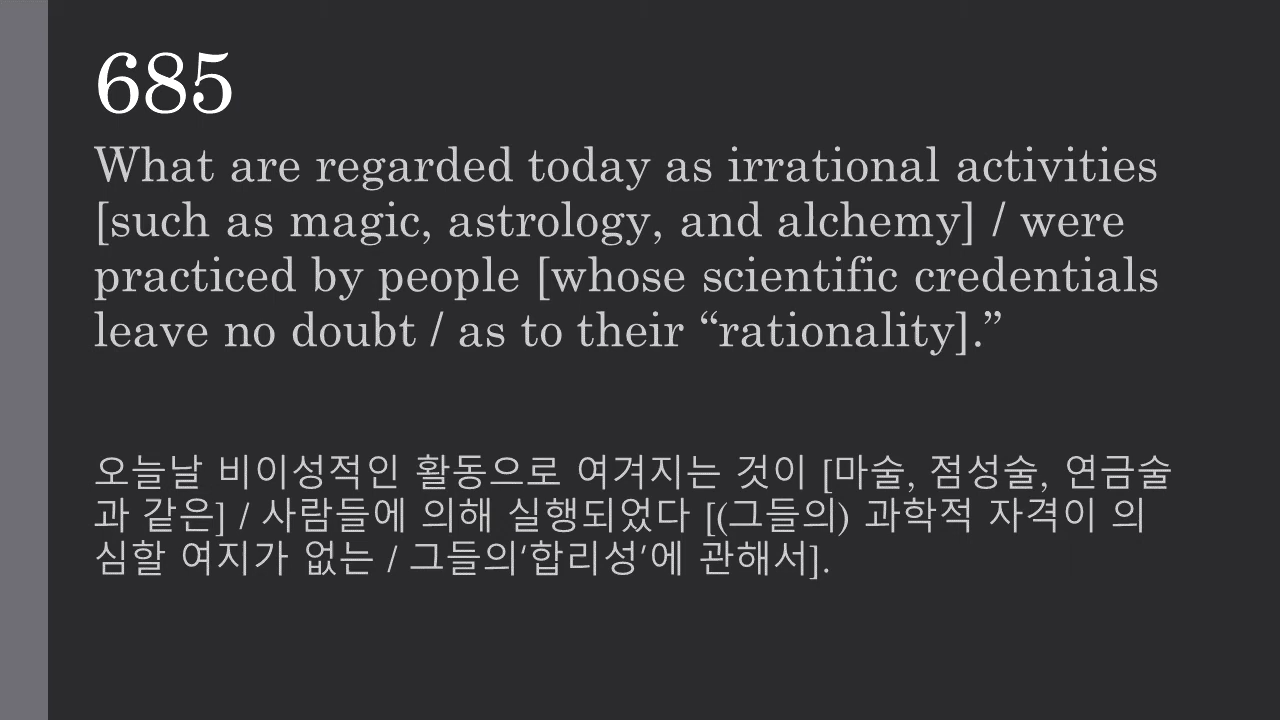 685
What are regarded today as irrational activities
[such as magic, astrology, and alchemy] / were
practiced by people [whose scientific credentials
leave no doubt / as to their “rationality].”
오늘날 비이성적인 활동으로 여겨지는 것이 [마술, 점성술, 연금술
과 같은] / 사람들에 의해 실행되었다 [(그들의) 과학적 자격이 의
심할 여지가 없는 / 그들의‘합리성’에 관해서].